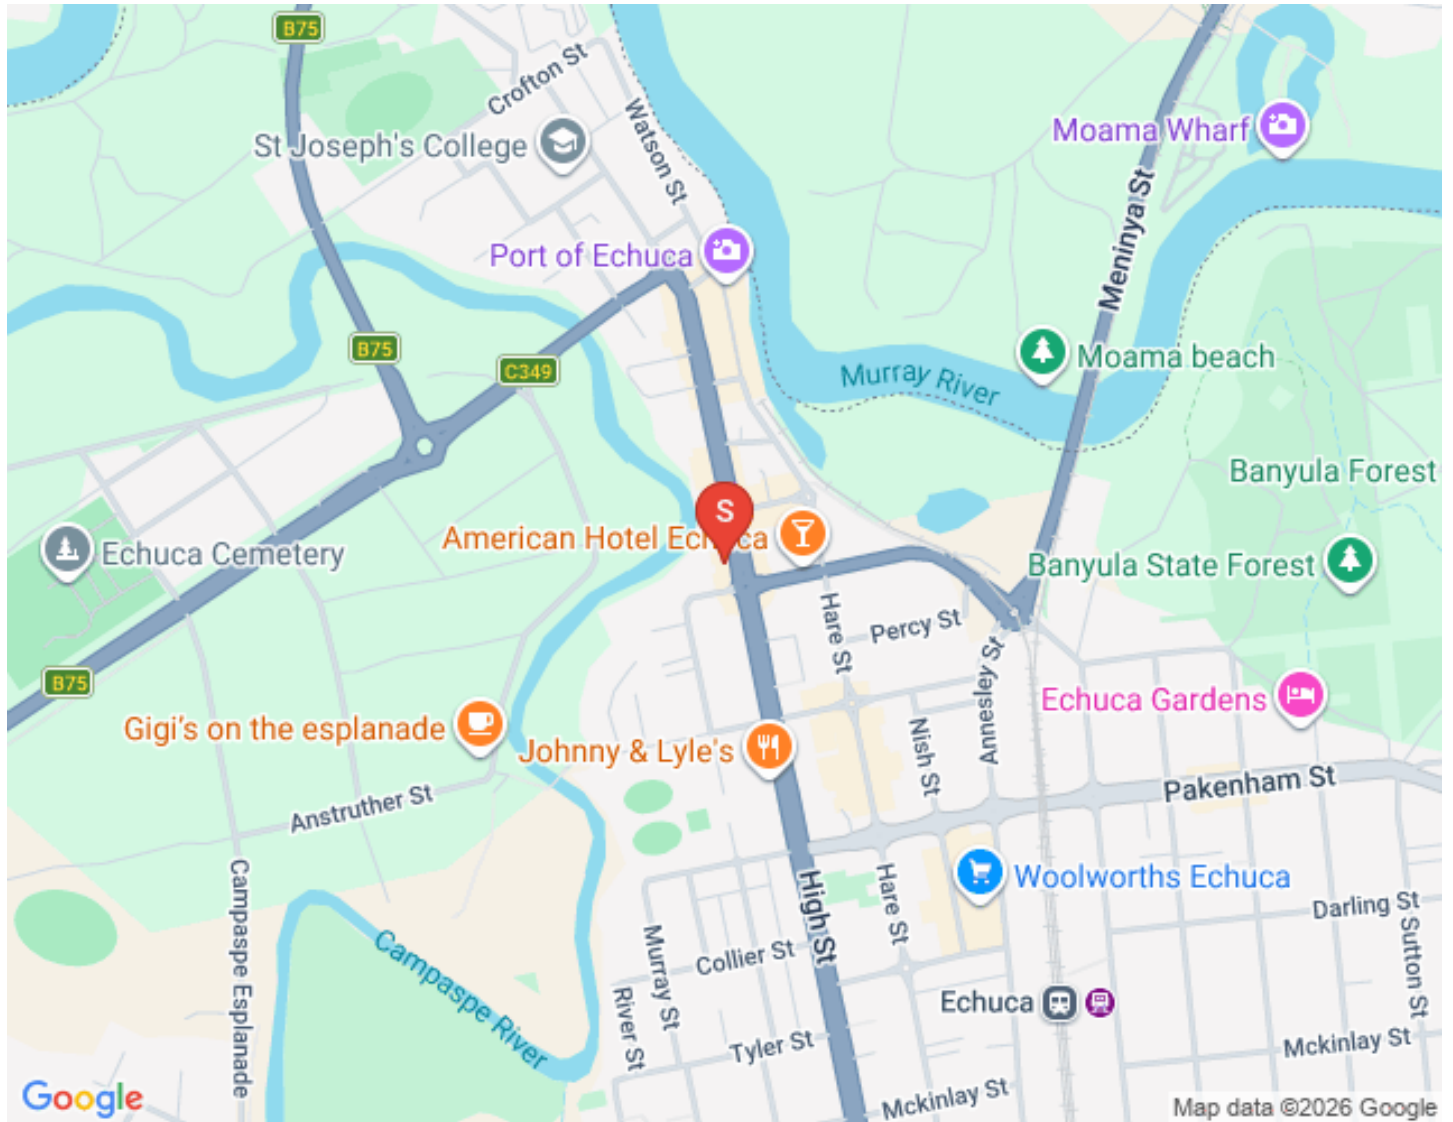 B75
Crofton St
Watson St
St Joseph's College
Moama Wharf
Meninya St
Port of Echuca
B75
C349
Moama beach
Murray River
Banyula Forest
S
American Hotel Echuca
Echuca Cemetery
Banyula State Forest
Hare St
Percy St
Annesley St
B75
Echuca Gardens
Gigi's on the esplanade
Johnny & Lyle's
Nish St
Pakenham St
Anstruther St
Campaspe Esplanade
High St
Hare St
Woolworths Echuca
Darling St
Sutton St
Campaspe River
Murray St
Collier St
River St
Echuca
Tyler St
Mckinlay St
Mckinlay St
Google
Map data ©2026 Google